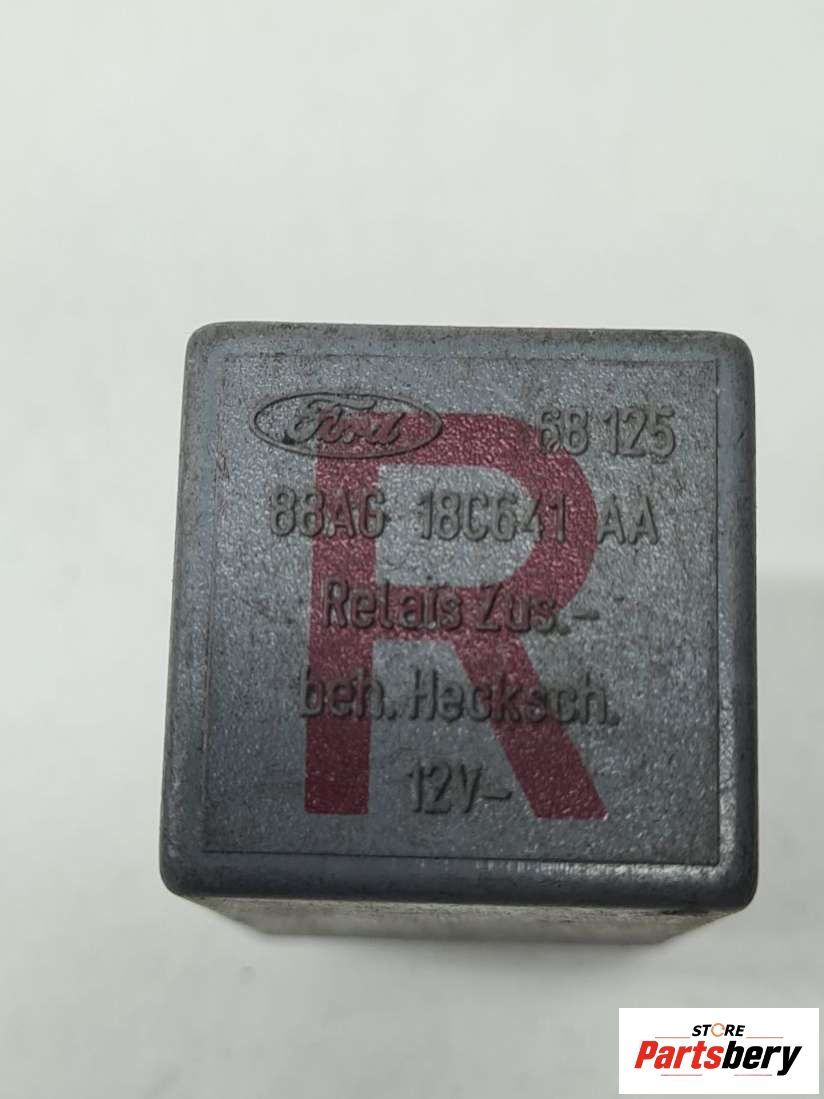 Ford 68 125
88AG 18C641 AA
Relais Zus.-
beh. Hecksch.
12V-
R
STORE
Partsbery